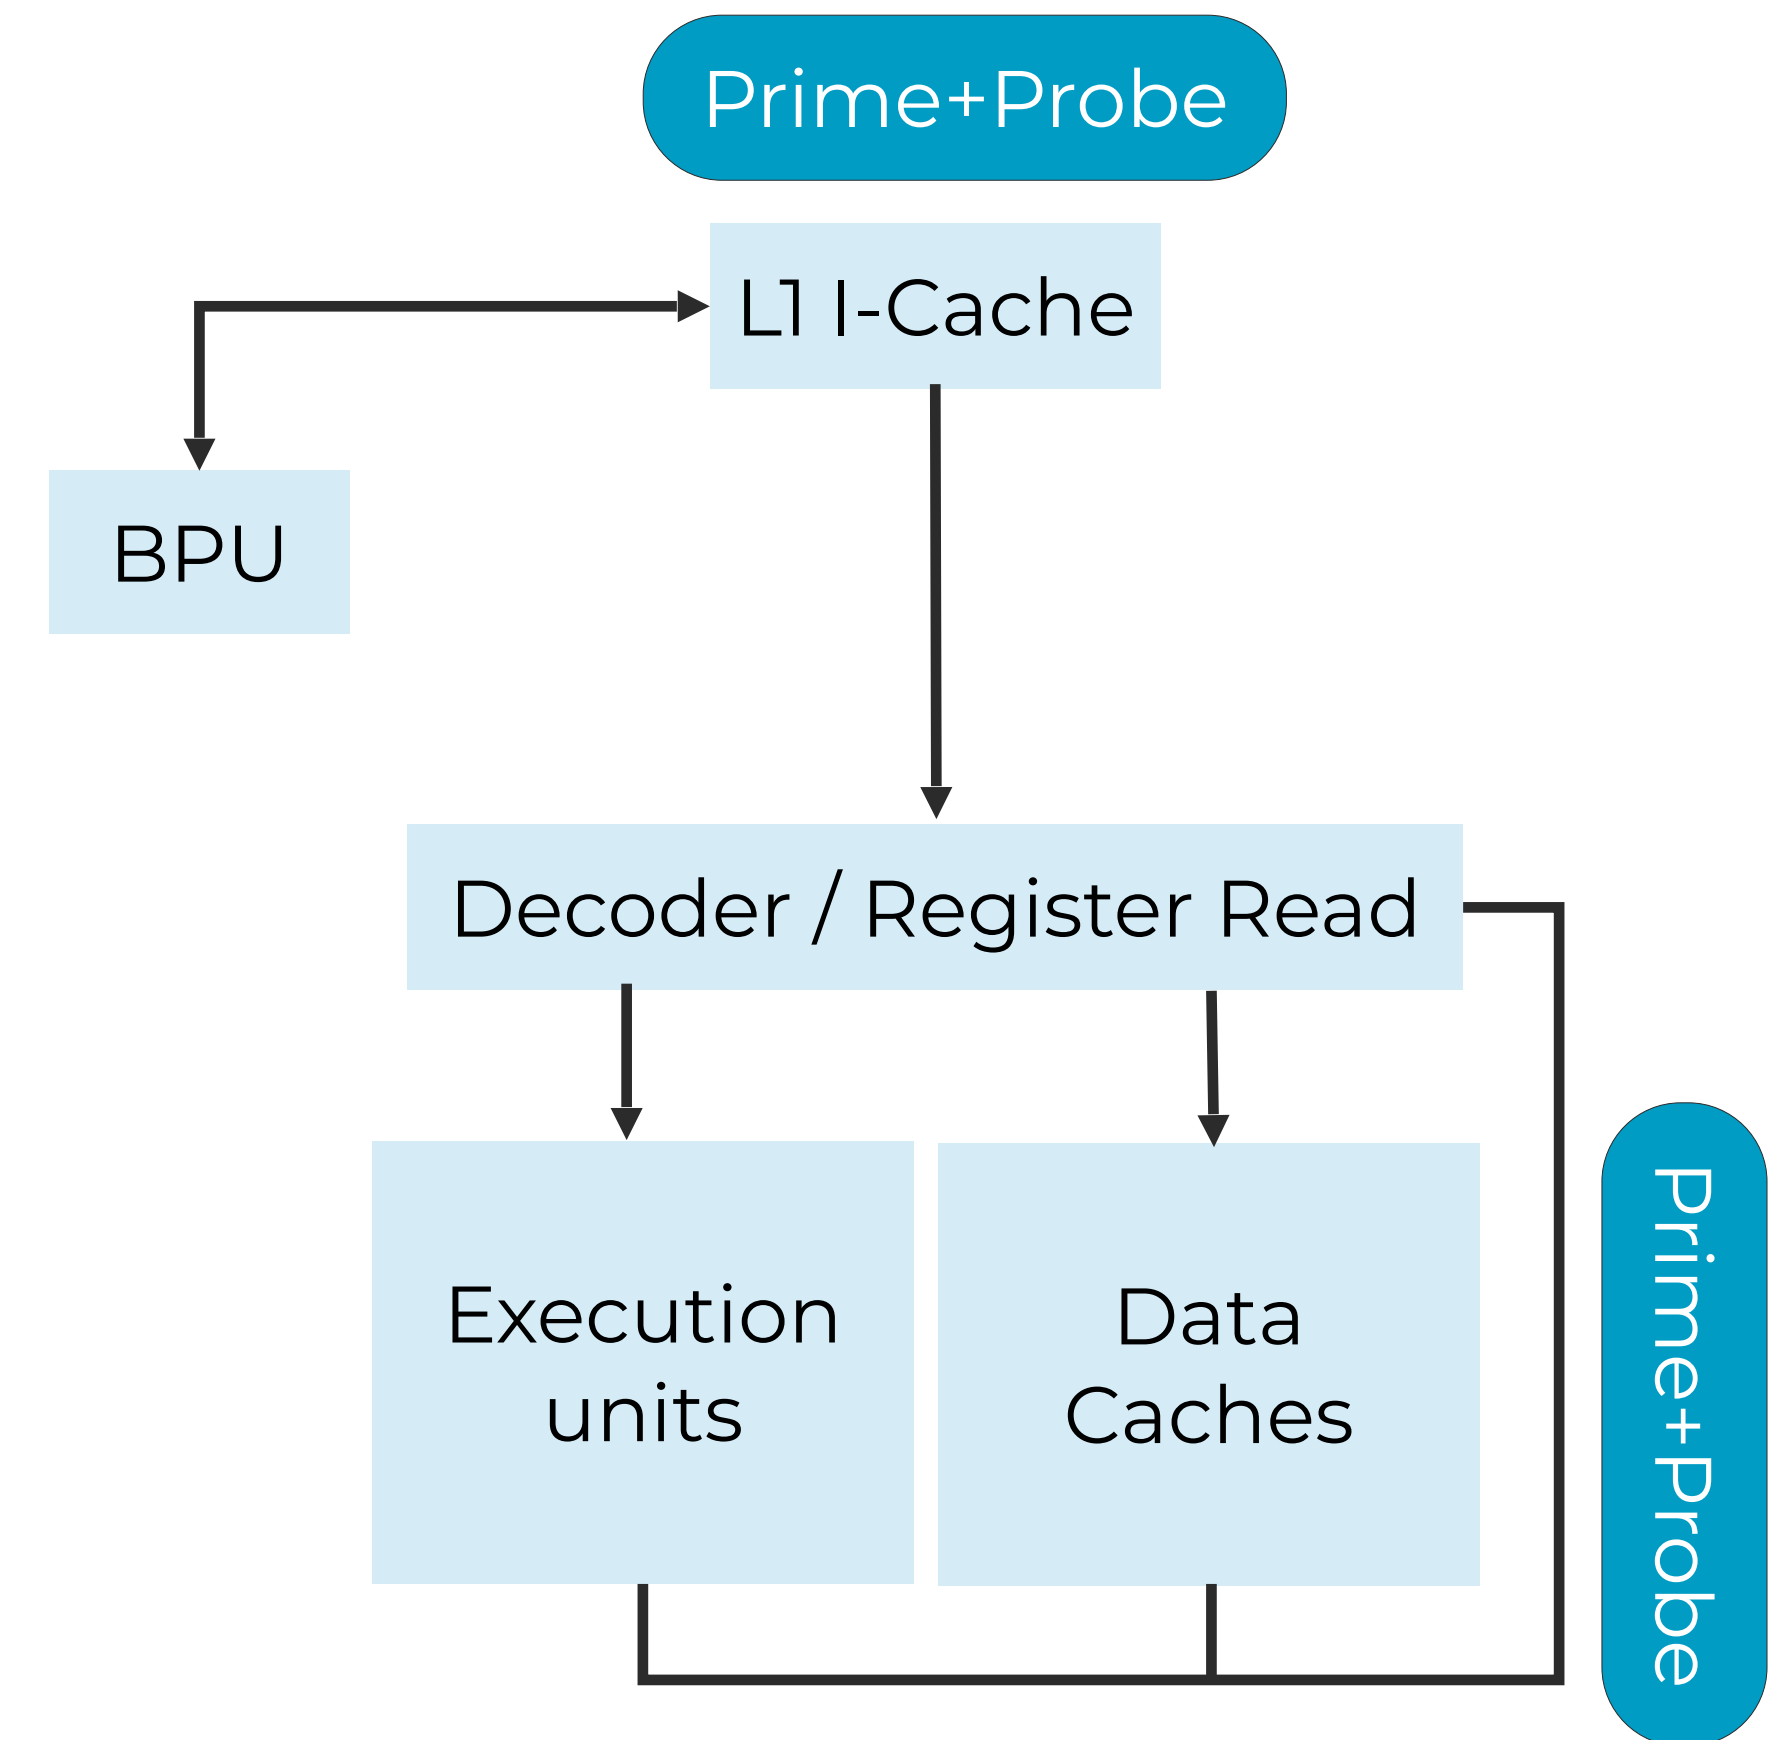 Prime+Probe
L1 I-Cache
BPU
Decoder / Register Read
Execution
units
Data
Caches
Prime+Probe